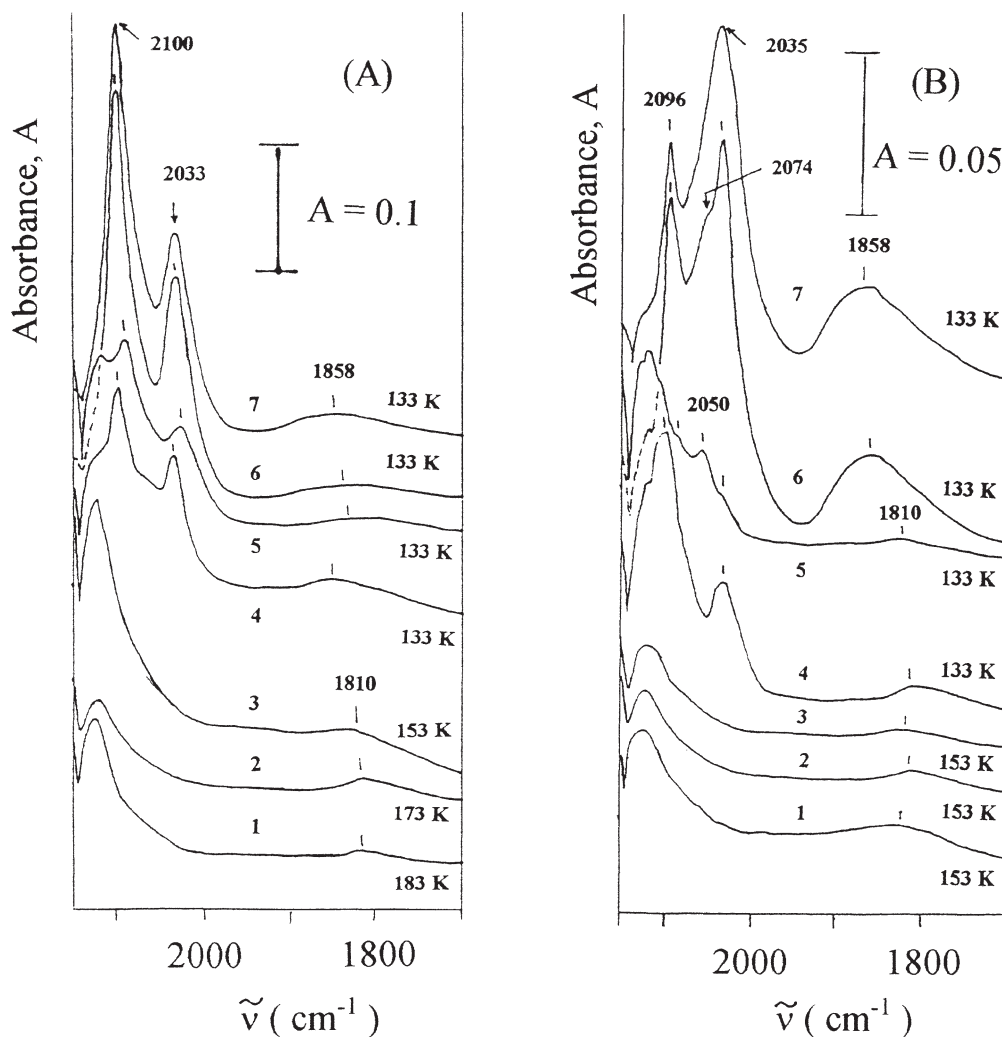 Absorbance, A
2100
(A)
2033
A = 0.1
1858
7
133 K
6
133 K
5
133 K
4
133 K
1810
3
153 K
2
173 K
1
183 K
2000
1800
ṽ ( cm⁻¹ )
Absorbance, A
2035
(B)
2096
2074
A = 0.05
1858
7
133 K
2050
6
133 K
1810
5
133 K
4
133 K
3
153 K
2
153 K
1
153 K
2000
1800
ṽ ( cm⁻¹ )